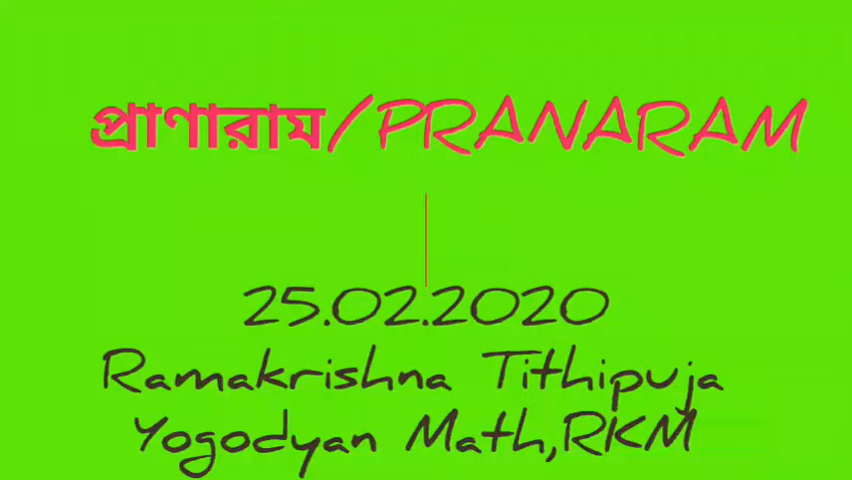 প্রাণারাম/PRANARAM
25.02.2020
Ramakrishna Tithipuja
Yogodyan Math,RKM